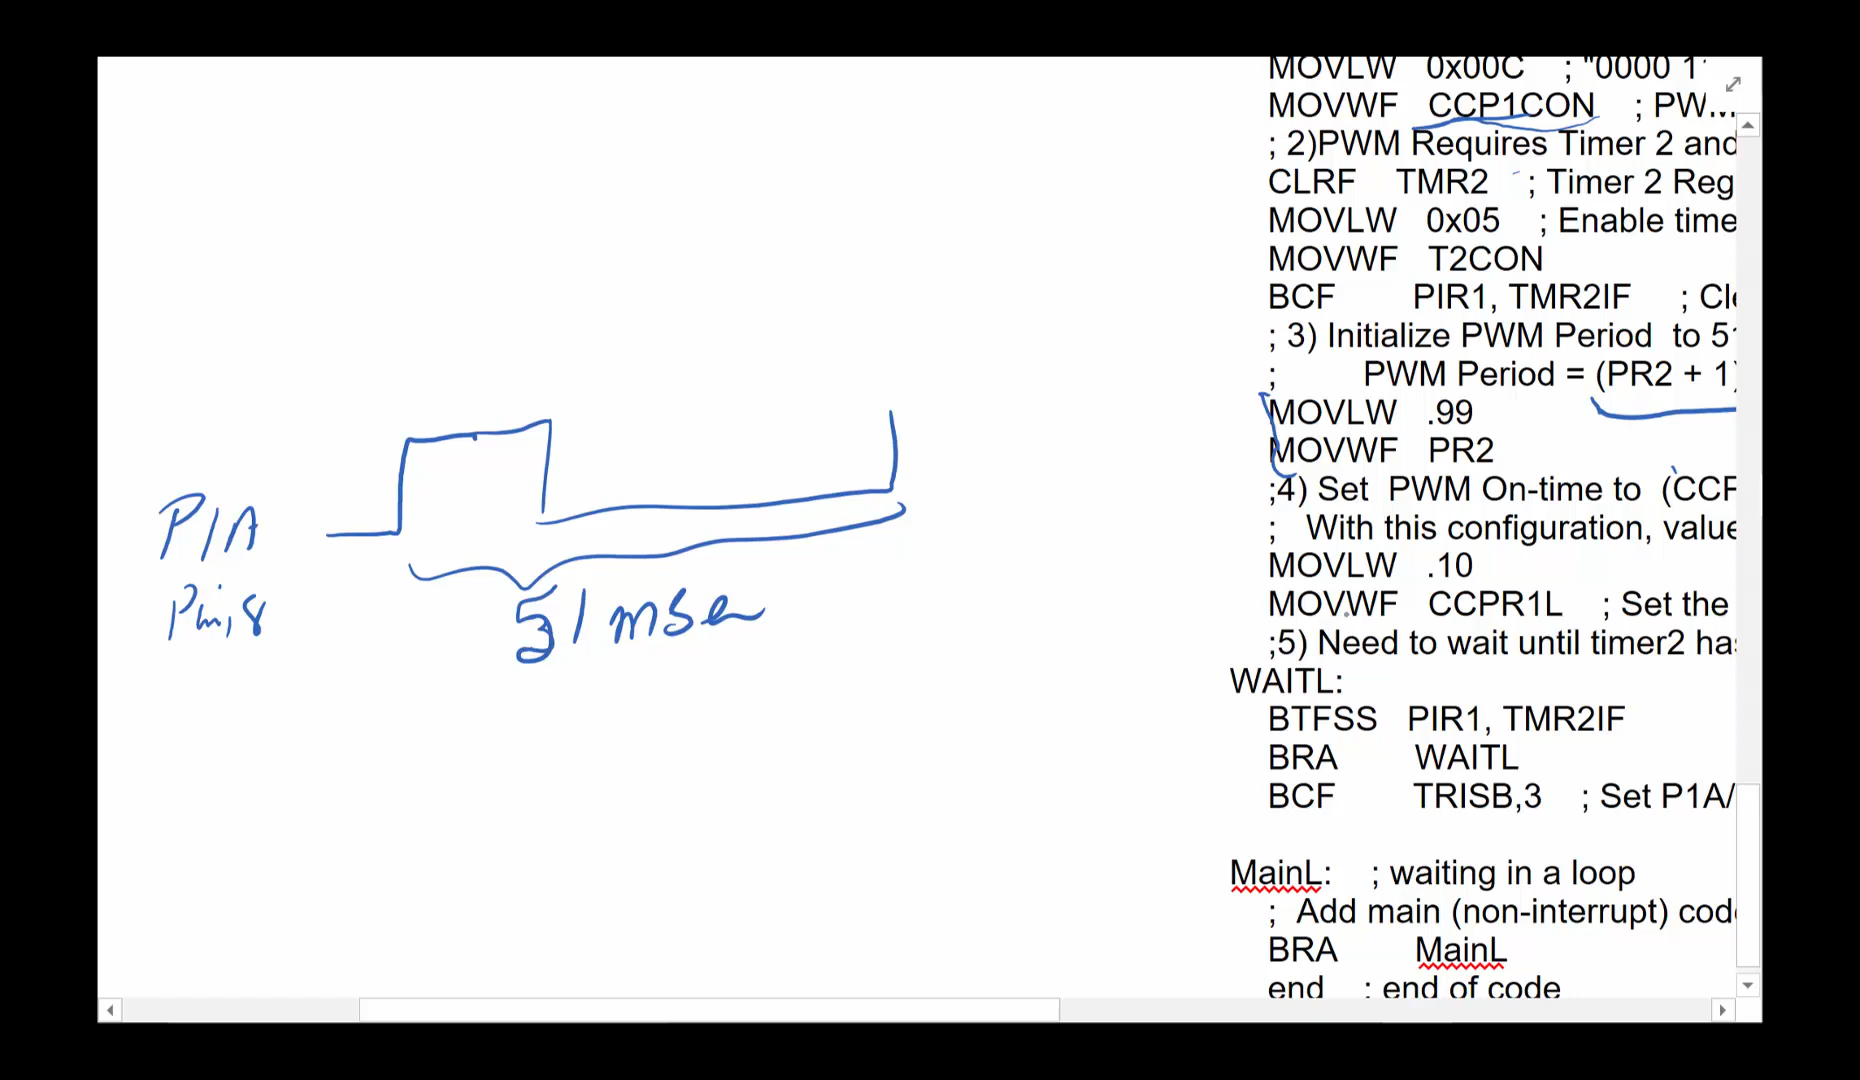 MOVLW 0x00C ; "0000 1
MOVWF CCP1CON ; PW
; 2)PWM Requires Timer 2 and
CLRF TMR2 ; Timer 2 Reg
MOVLW 0x05 ; Enable time
MOVWF T2CON
BCF PIR1, TMR2IF ; Cl
; 3) Initialize PWM Period to 5
; PWM Period = (PR2 + 1)
MOVLW .99
MOVWF PR2
;4) Set PWM On-time to (CCP
; With this configuration, value
MOVLW .10
MOVWF CCPR1L ; Set the
;5) Need to wait until timer2 ha
WAITL:
BTFSS PIR1, TMR2IF
BRA WAITL
BCF TRISB,3 ; Set P1A/
MainL: ; waiting in a loop
; Add main (non-interrupt) cod
BRA MainL
end ; end of code
P1A
Pin, 8
51 msec